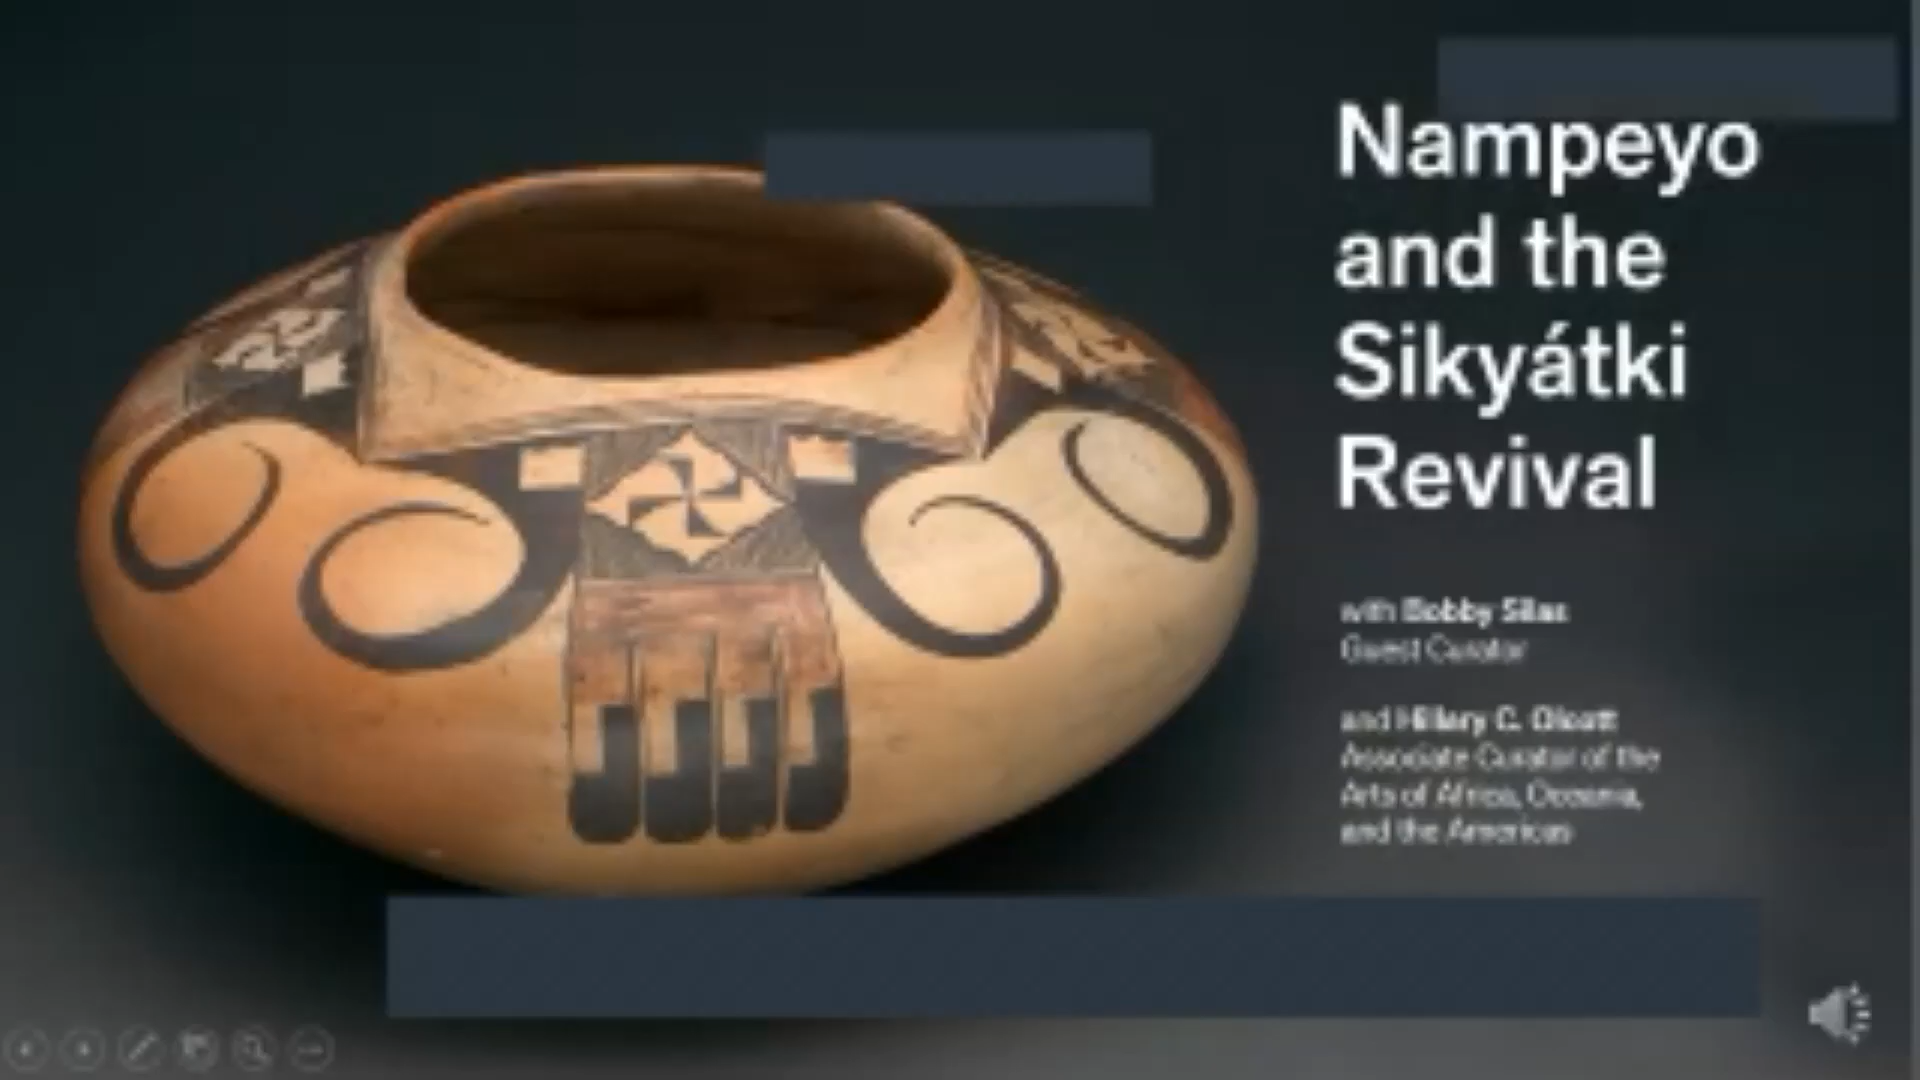 Nampeyo
and the
Sikyátki
Revival
with Bobby Silas
Guest Curator
and Hillary C. Olcott
Associate Curator of the
Arts of Africa, Oceania,
and the Americas